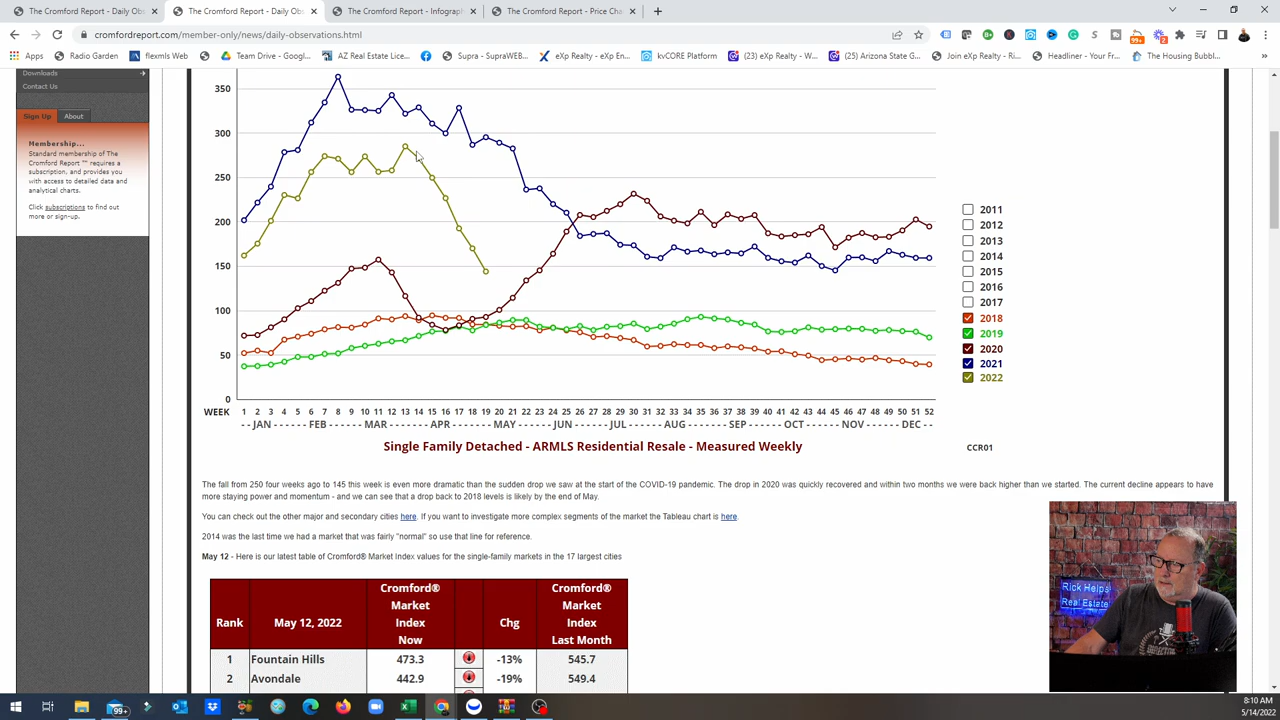 The Cromford Report - Daily Obs
The Cromford Report - Daily Obs
The Cromford Report - Infograph
The Cromford Report - Price Cha
cromfordreport.com/member-only/news/daily-observations.html
Apps
Radio Garden
flexmls Web
Team Drive - Googl...
AZ Real Estate Lice...
Supra - SupraWEB...
eXp Realty - eXp En...
kvCORE Platform
(23) eXp Realty - W...
(25) Arizona State G...
Join eXp Realty - Ri...
Headliner - Your Fr...
The Housing Bubbl...
Downloads
Contact Us
Sign Up
About
Membership...
Standard membership of The
Cromford Report ™ requires a
subscription, and provides you
with access to detailed data and
analytical charts.
Click subscriptions to find out
more or sign-up.
350
300
250
200
150
100
50
0
WEEK 1 2 3 4 5 6 7 8 9 10 11 12 13 14 15 16 17 18 19 20 21 22 23 24 25 26 27 28 29 30 31 32 33 34 35 36 37 38 39 40 41 42 43 44 45 46 47 48 49 50 51 52
- - JAN - - - - - - FEB - - - - - - MAR - - - - - - APR - - - - - - MAY - - - - - - JUN - - - - - - JUL - - - - - - AUG - - - - - - SEP - - - - - - OCT - - - - - - NOV - - - - - - DEC - -
2011
2012
2013
2014
2015
2016
2017
2018
2019
2020
2021
2022
Single Family Detached - ARMLS Residential Resale - Measured Weekly
CCR01
The fall from 250 four weeks ago to 145 this week is even more dramatic than the sudden drop we saw at the start of the COVID-19 pandemic. The drop in 2020 was quickly recovered and within two months we were back higher than we started. The current decline appears to have
more staying power and momentum - and we can see that a drop back to 2018 levels is likely by the end of May.
You can check out the other major and secondary cities here. If you want to investigate more complex segments of the market the Tableau chart is here.
2014 was the last time we had a market that was fairly "normal" so use that line for reference.
May 12 - Here is our latest table of Cromford® Market Index values for the single-family markets in the 17 largest cities
Rank
May 12, 2022
Cromford®
Market
Index
Now
Chg
Cromford®
Market
Index
Last Month
1 Fountain Hills 473.3 -13% 545.7
2 Avondale 442.9 -19% 549.4
Rick Helps
Real Estate
99+
8:10 AM
5/14/2022